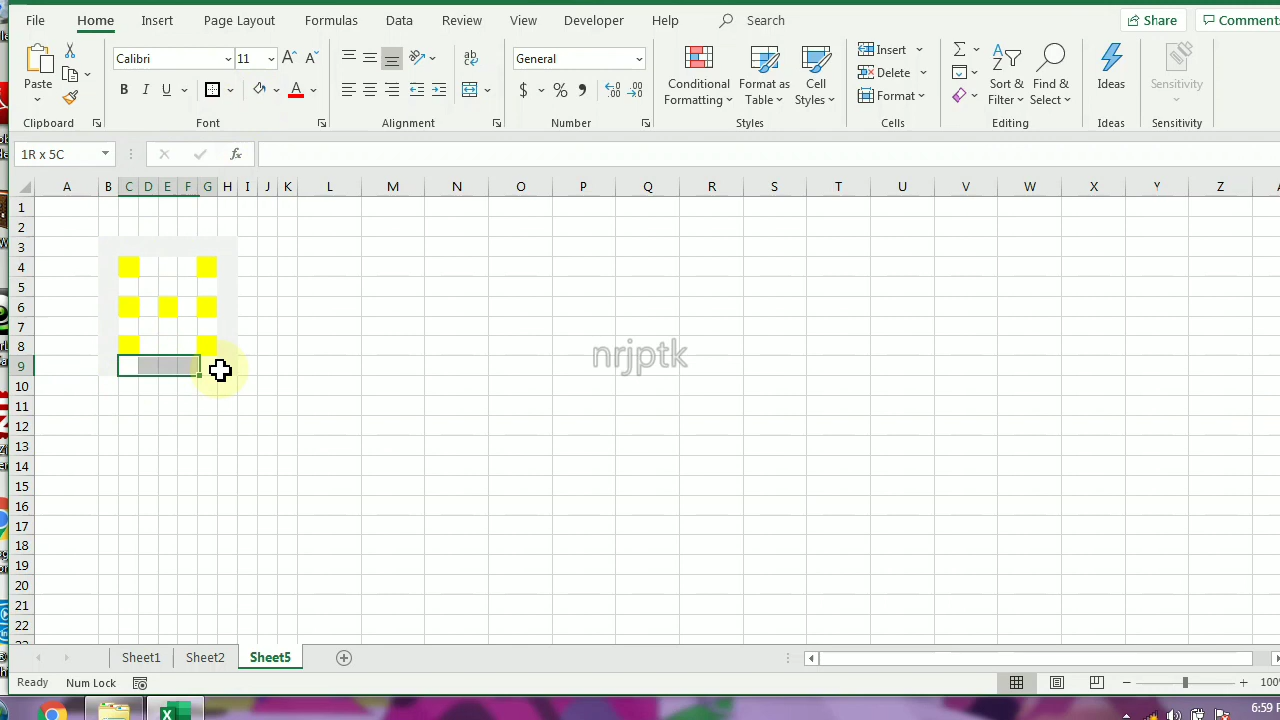 File Home Insert Page Layout Formulas Data Review View Developer Help Search Share Comment
Calibri 11 General Insert Σ
Paste Conditional Format as Cell Delete Sort & Find & Ideas Sensitivity
B I U A $ % , Formatting Table Styles Format Filter Select
Clipboard Font Alignment Number Styles Cells Editing Ideas Sensitivity
1R x 5C fx
A B C D E F G H I J K L M N O P Q R S T U V W X Y Z
1
2
3
4
5
6
7
8
nrjptk
9
10
11
12
13
14
15
16
17
18
19
20
21
22
Sheet1 Sheet2 Sheet5
Ready Num Lock 100
6:59